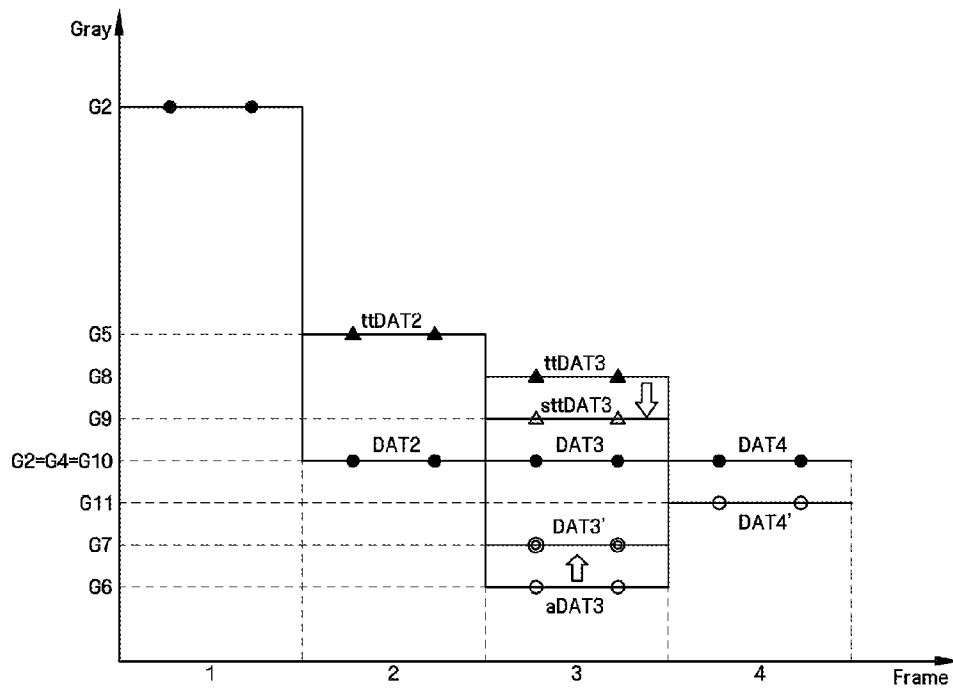 Gray
G2
G5
ttDAT2
G8
ttDAT3
G9
sttDAT3
G2=G4=G10
DAT2
DAT3
DAT4
G11
DAT4'
G7
DAT3'
G6
aDAT3
1
2
3
4
Frame